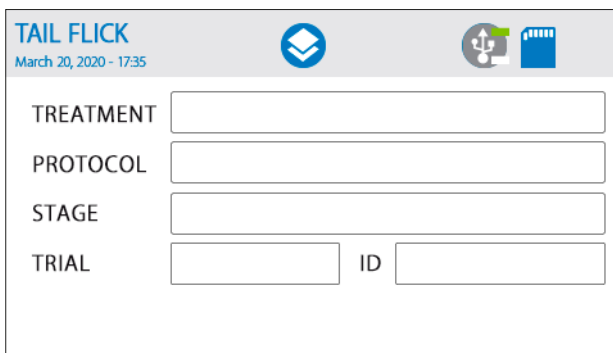 TAIL FLICK
March 20, 2020 - 17:35
TREATMENT
PROTOCOL
STAGE
TRIAL ID